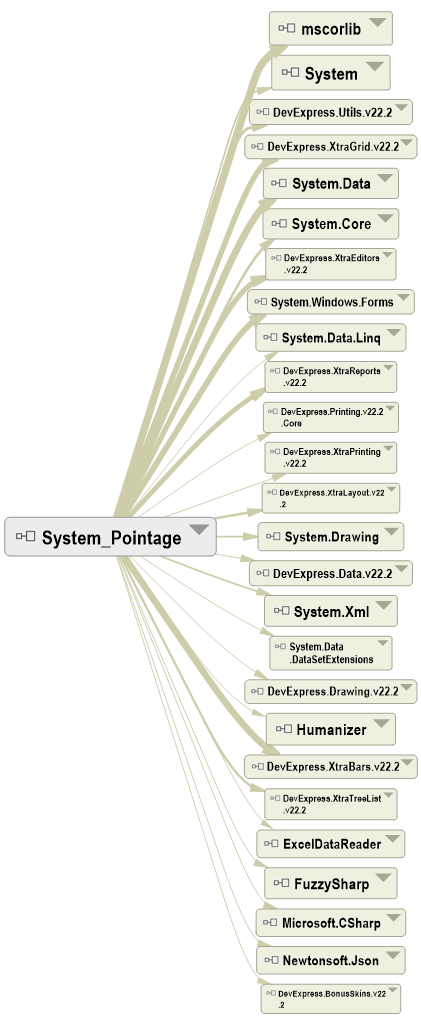 mscorlib
System
DevExpress.Utils.v22.2
DevExpress.XtraGrid.v22.2
System.Data
System.Core
DevExpress.XtraEditors
.v22.2
System.Windows.Forms
System.Data.Linq
DevExpress.XtraReports
.v22.2
DevExpress.Printing.v22.2
.Core
DevExpress.XtraPrinting
.v22.2
DevExpress.XtraLayout.v22
.2
System_Pointage
System.Drawing
DevExpress.Data.v22.2
System.Xml
System.Data
.DataSetExtensions
DevExpress.Drawing.v22.2
Humanizer
DevExpress.XtraBars.v22.2
DevExpress.XtraTreeList
.v22.2
ExcelDataReader
FuzzySharp
Microsoft.CSharp
Newtonsoft.Json
DevExpress.BonusSkins.v22
.2